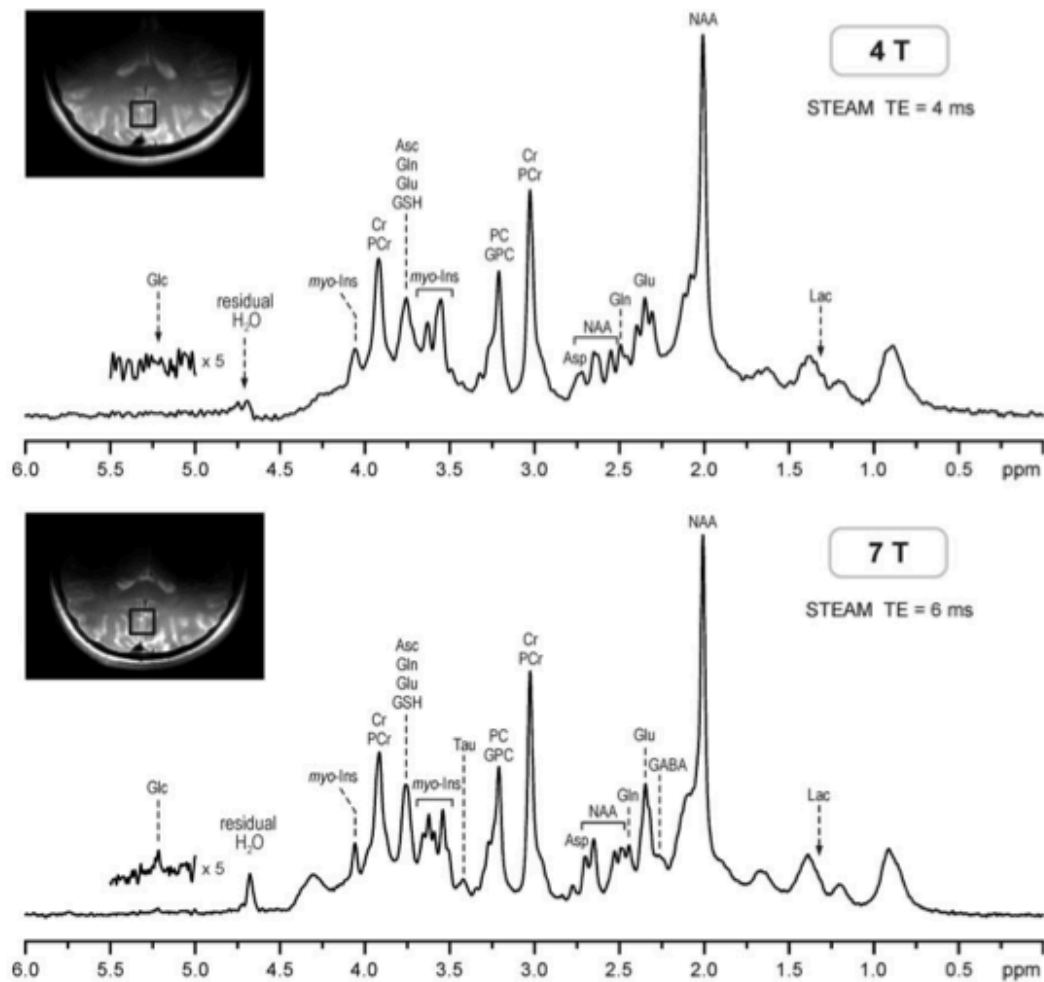 NAA
4 T
STEAM TE = 4 ms
Asc
Gln
Glu
GSH
Cr
PCr
Cr
PCr
PC
GPC
myo-Ins
myo-Ins
Glc
residual
H₂O
x 5
Glu
Gln
NAA
Asp
Lac
6.0 5.5 5.0 4.5 4.0 3.5 3.0 2.5 2.0 1.5 1.0 0.5 ppm
NAA
7 T
STEAM TE = 6 ms
Asc
Gln
Glu
GSH
Cr
PCr
Cr
PCr
Tau
PC
GPC
myo-Ins
myo-Ins
Glc
residual
H₂O
x 5
Glu
GABA
Gln
NAA
Asp
Lac
6.0 5.5 5.0 4.5 4.0 3.5 3.0 2.5 2.0 1.5 1.0 0.5 ppm